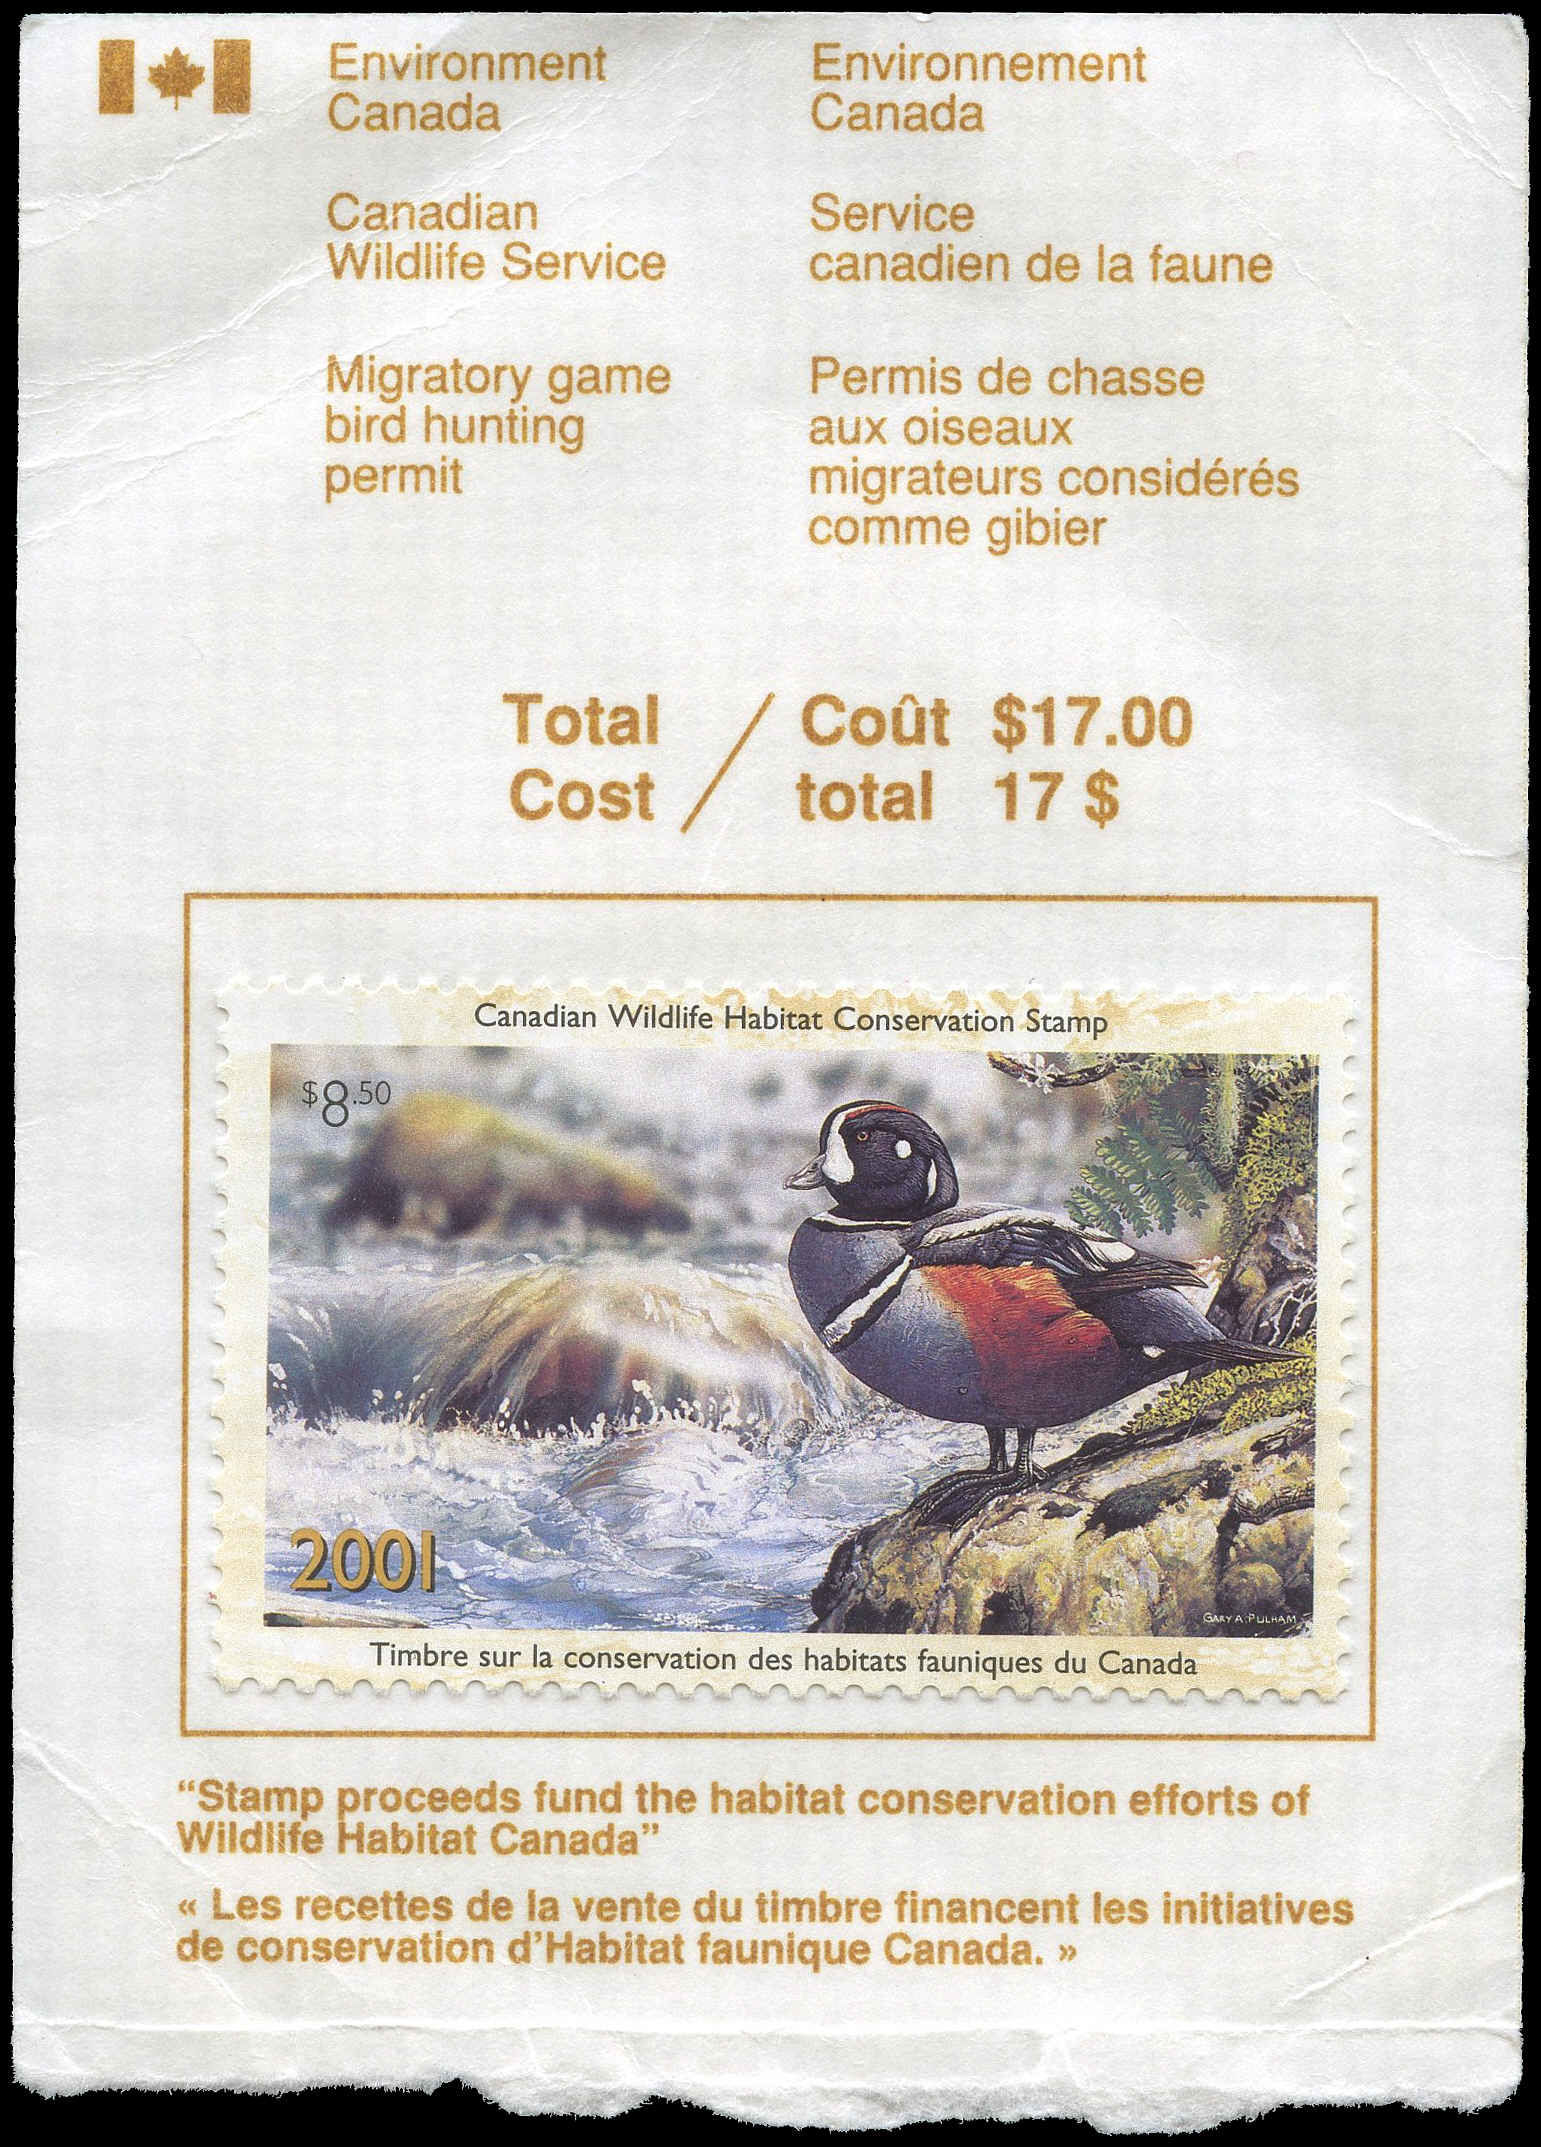 Environment
Canada
Environnement
Canada
Canadian
Wildlife Service
Service
canadien de la faune
Migratory game
bird hunting
permit
Permis de chasse
aux oiseaux
migrateurs considérés
comme gibier
Total
Cost
/
Coût $17.00
total 17 $
Canadian Wildlife Habitat Conservation Stamp
$8.50
2001
GARY A. PULHAM
Timbre sur la conservation des habitats fauniques du Canada
“Stamp proceeds fund the habitat conservation efforts of
Wildlife Habitat Canada”
« Les recettes de la vente du timbre financent les initiatives
de conservation d’Habitat faunique Canada. »